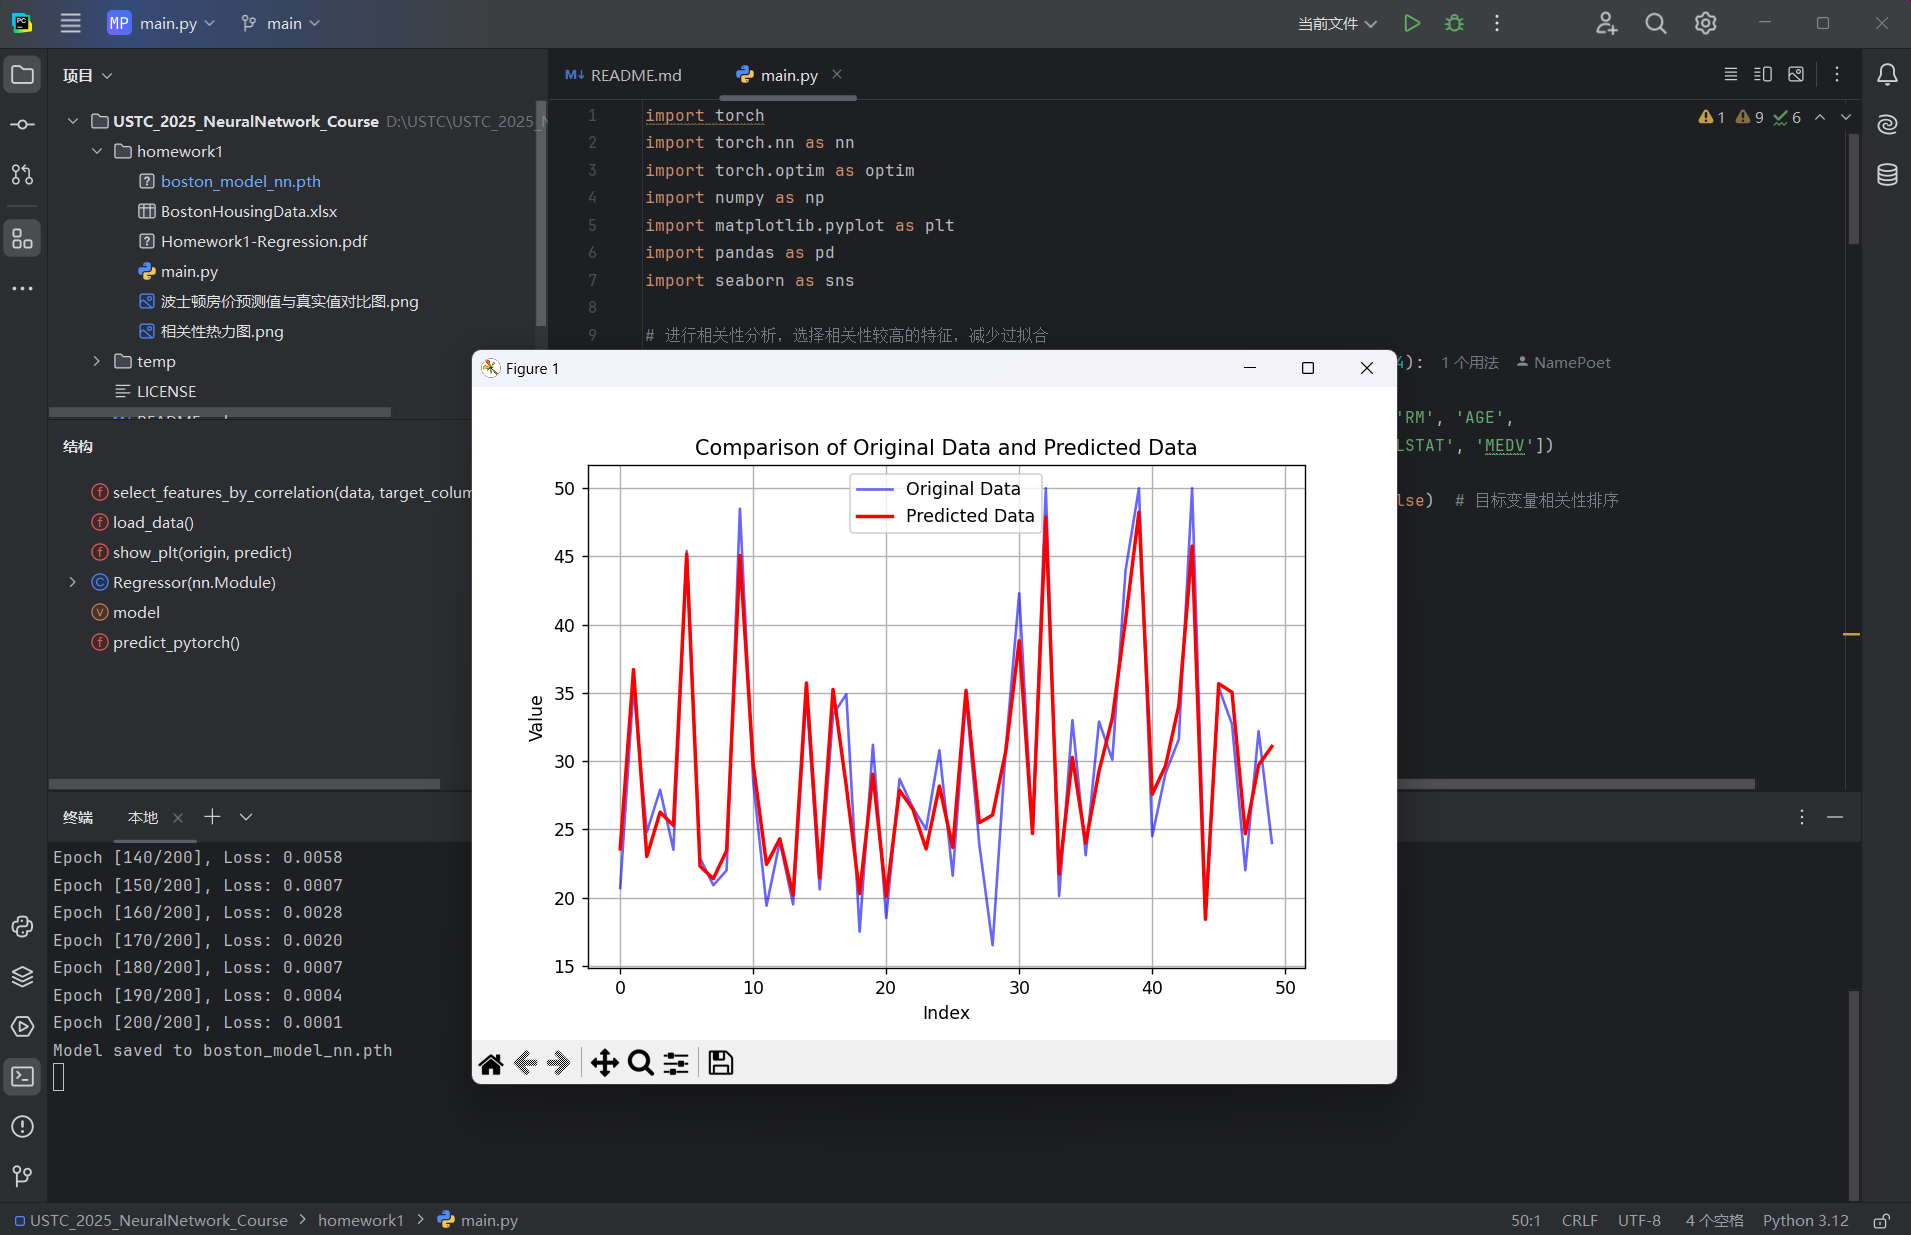 MP main.py main 当前文件
项目
USTC_2025_NeuralNetwork_Course D:\USTC\USTC_2025_
homework1
boston_model_nn.pth
BostonHousingData.xlsx
Homework1-Regression.pdf
main.py
波士顿房价预测值与真实值对比图.png
相关性热力图.png
temp
LICENSE
结构
select_features_by_correlation(data, target_colum
load_data()
show_plt(origin, predict)
Regressor(nn.Module)
model
predict_pytorch()
README.md main.py
1 9 6
1 import torch
2 import torch.nn as nn
3 import torch.optim as optim
4 import numpy as np
5 import matplotlib.pyplot as plt
6 import pandas as pd
7 import seaborn as sns
8
9 # 进行相关性分析，选择相关性较高的特征，减少过拟合
4): 1 个用法 NamePoet
'RM', 'AGE',
LSTAT', 'MEDV'])
lse) # 目标变量相关性排序
Figure 1
Comparison of Original Data and Predicted Data
Original Data
Predicted Data
50
45
40
35
30
25
20
15
Value
0 10 20 30 40 50
Index
终端 本地
Epoch [140/200], Loss: 0.0058
Epoch [150/200], Loss: 0.0007
Epoch [160/200], Loss: 0.0028
Epoch [170/200], Loss: 0.0020
Epoch [180/200], Loss: 0.0007
Epoch [190/200], Loss: 0.0004
Epoch [200/200], Loss: 0.0001
Model saved to boston_model_nn.pth
USTC_2025_NeuralNetwork_Course homework1 main.py
50:1 CRLF UTF-8 4 个空格 Python 3.12